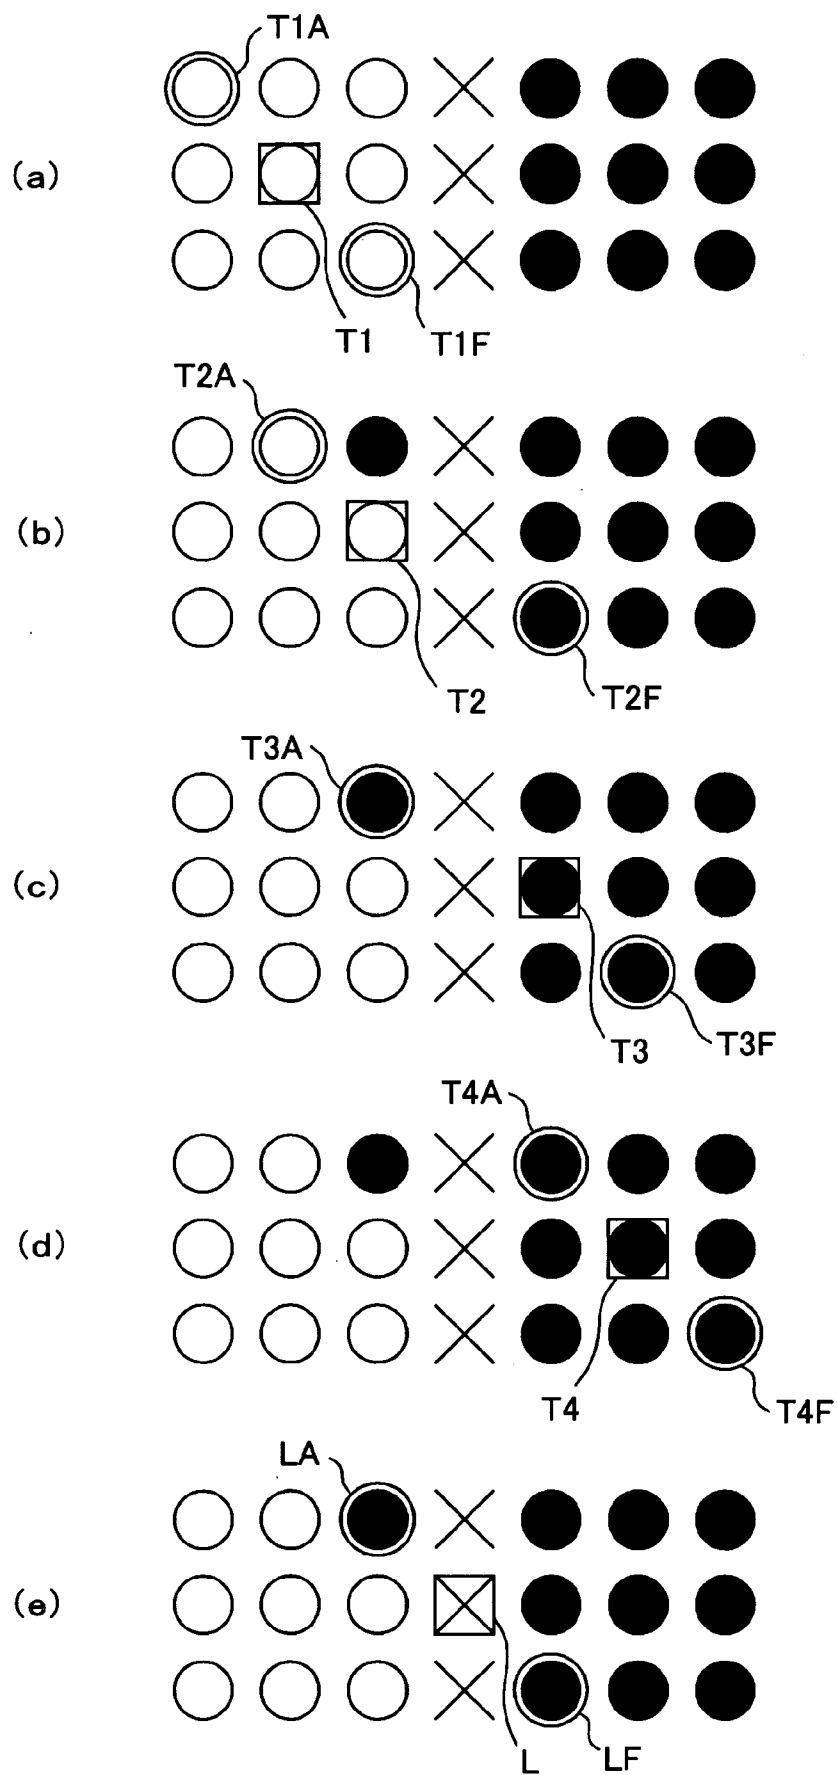 T1A
(a)
T1 T1F
T2A
(b)
T2 T2F
T3A
(c)
T3 T3F
T4A
(d)
T4 T4F
LA
(e)
L LF